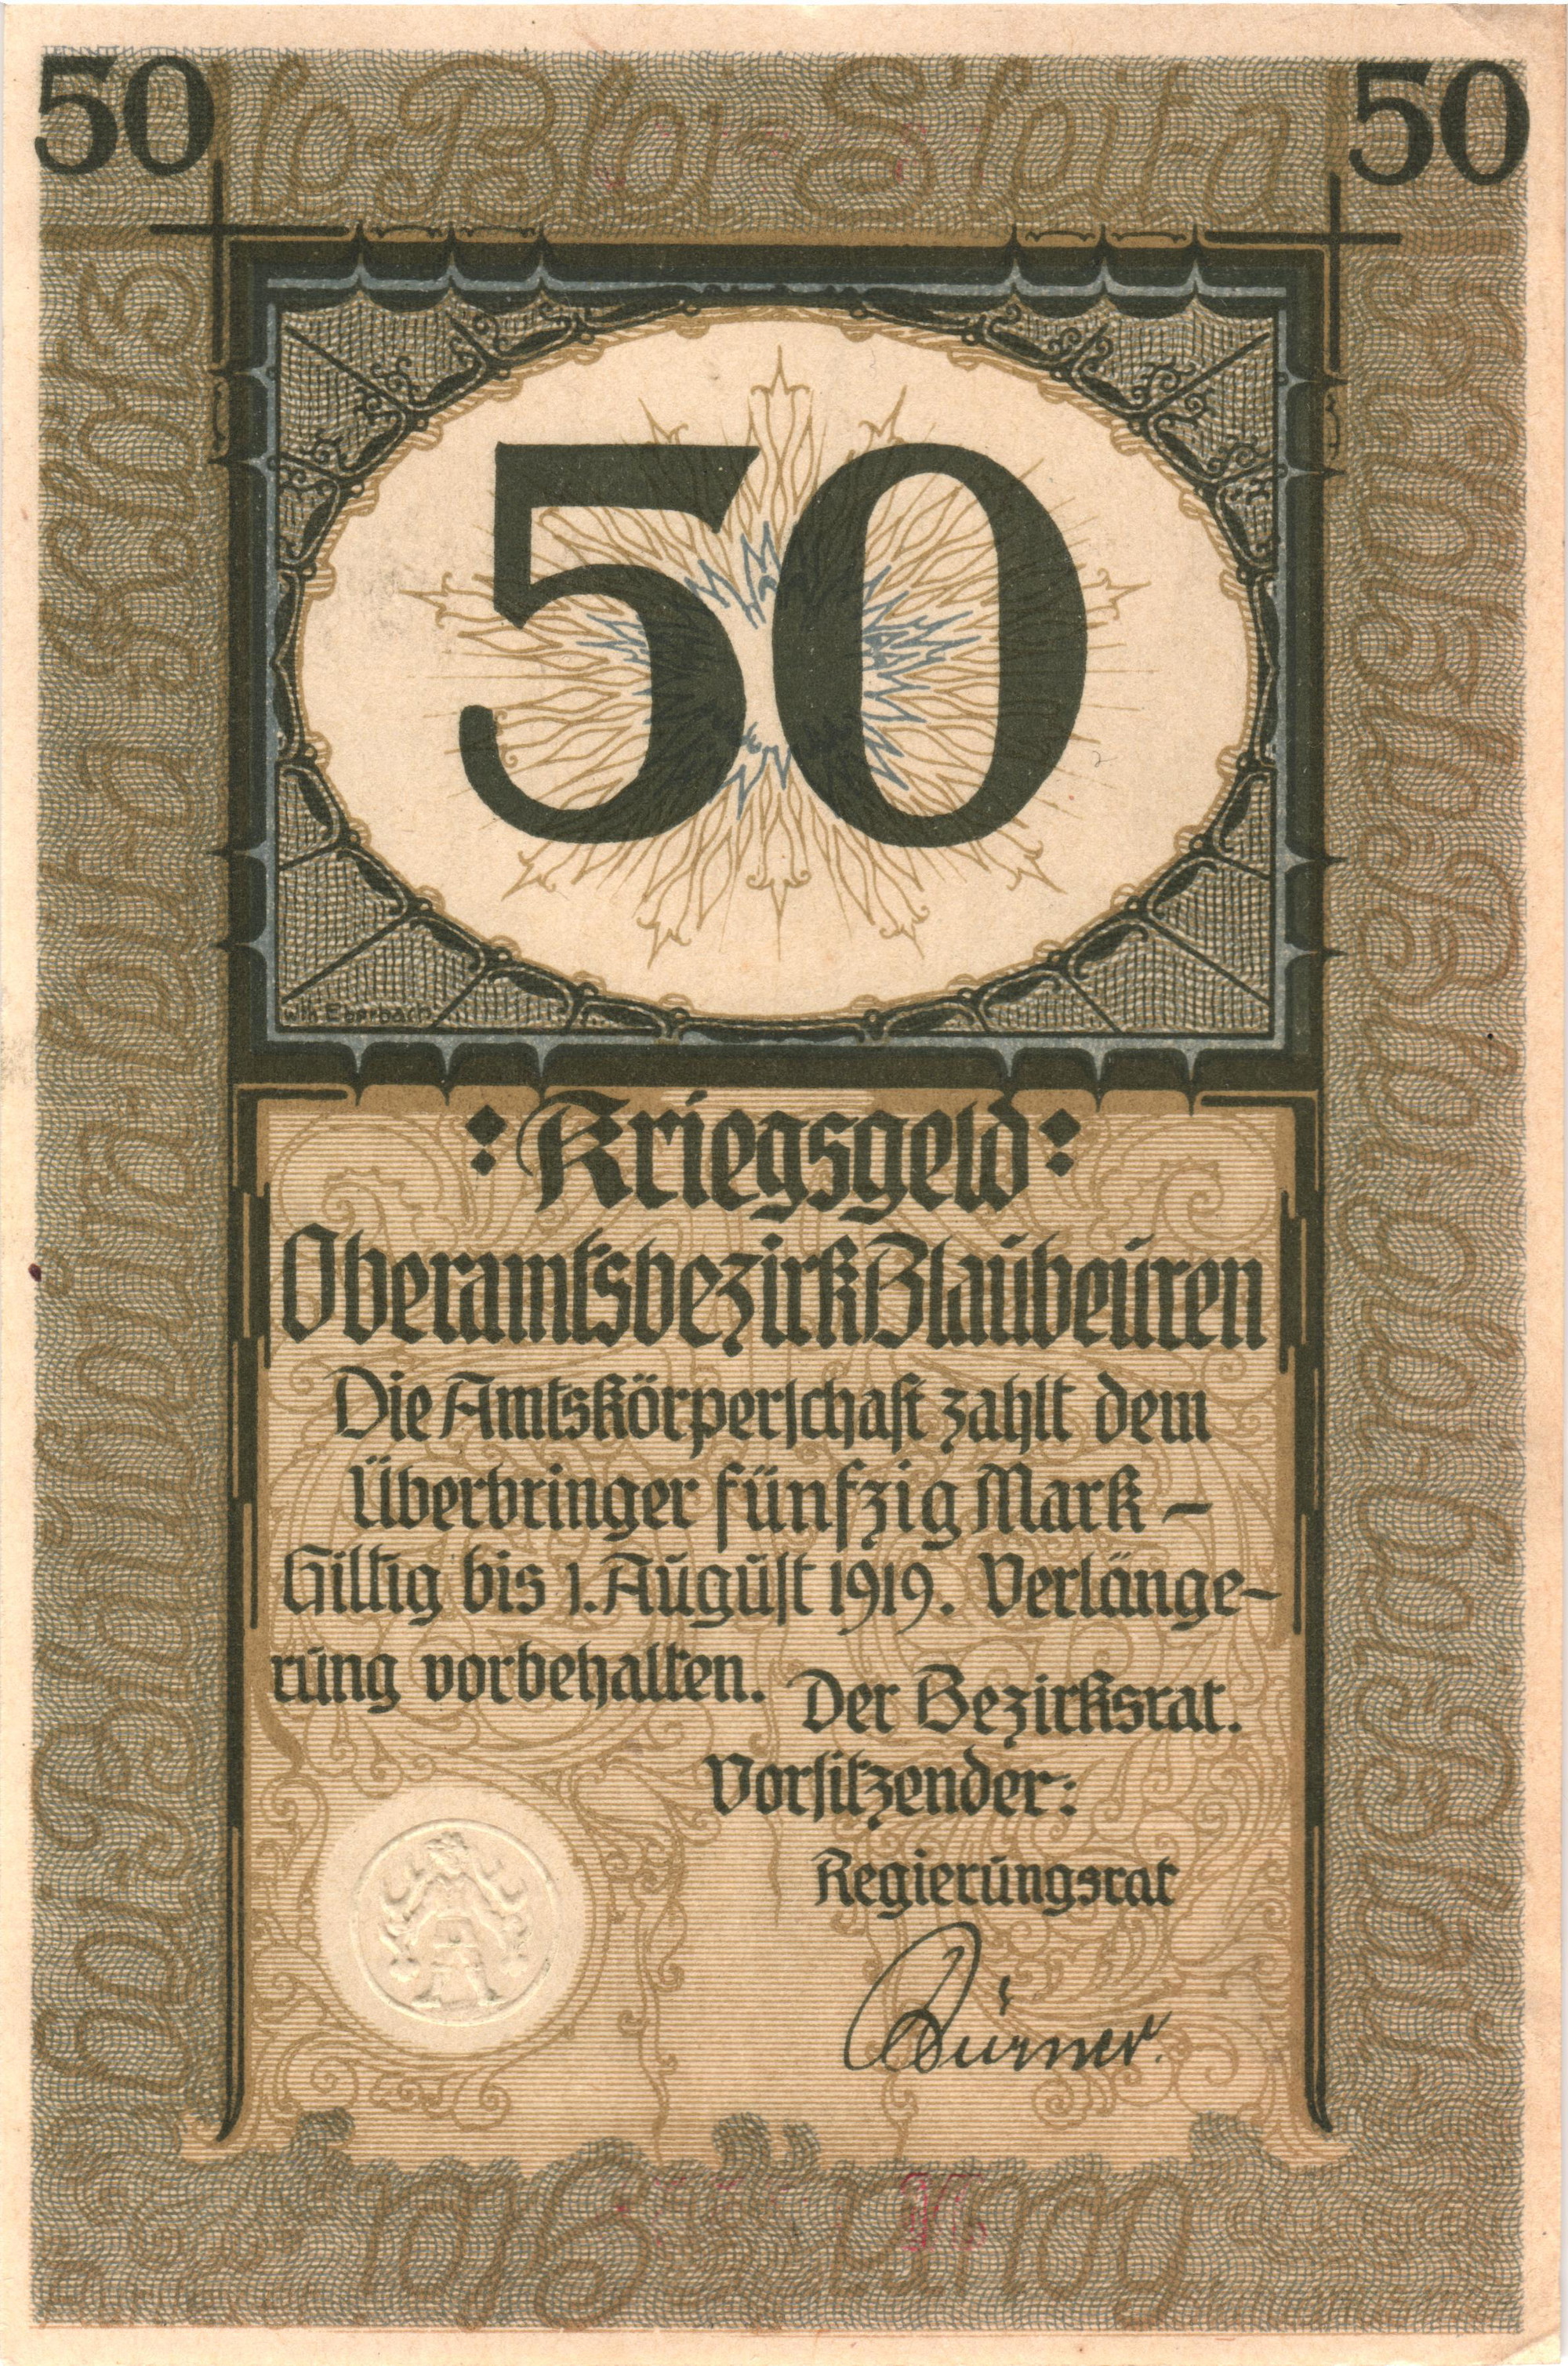 50 50
50
Wlh Eberbach
:Kriegsgeld:
Oberamtsbezirk Blaubeuren
Die Amtskörperschaft zahlt dem
Überbringer fünfzig Mark –
Giltig bis 1. August 1919. Verlänge-
rung vorbehalten.
Der Bezirksrat.
Vorsitzender:
Regierungsrat